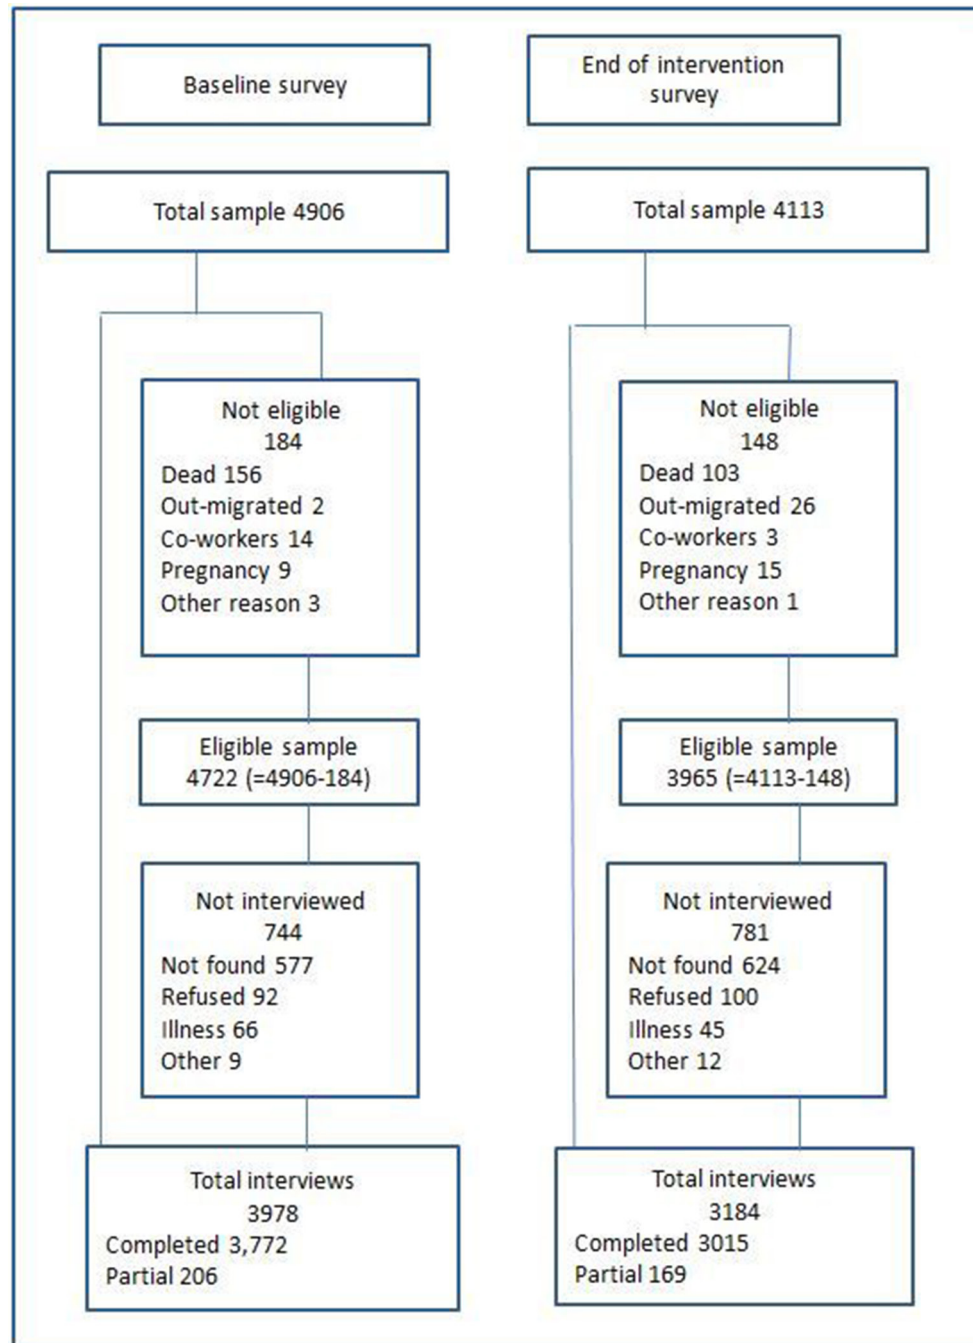 Baseline survey
Total sample 4906
Not eligible
184
Dead 156
Out-migrated 2
Co-workers 14
Pregnancy 9
Other reason 3
Eligible sample
4722 (=4906-184)
Not interviewed
744
Not found 577
Refused 92
Illness 66
Other 9
Total interviews
3978
Completed 3,772
Partial 206
End of intervention
survey
Total sample 4113
Not eligible
148
Dead 103
Out-migrated 26
Co-workers 3
Pregnancy 15
Other reason 1
Eligible sample
3965 (=4113-148)
Not interviewed
781
Not found 624
Refused 100
Illness 45
Other 12
Total interviews
3184
Completed 3015
Partial 169